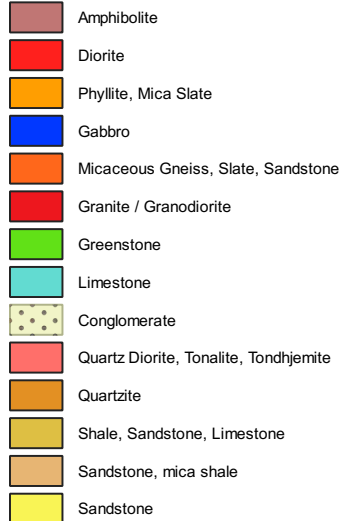 Amphibolite
Diorite
Phyllite, Mica Slate
Gabbro
Micaceous Gneiss, Slate, Sandstone
Granite / Granodiorite
Greenstone
Limestone
Conglomerate
Quartz Diorite, Tonalite, Tondhjemite
Quartzite
Shale, Sandstone, Limestone
Sandstone, mica shale
Sandstone